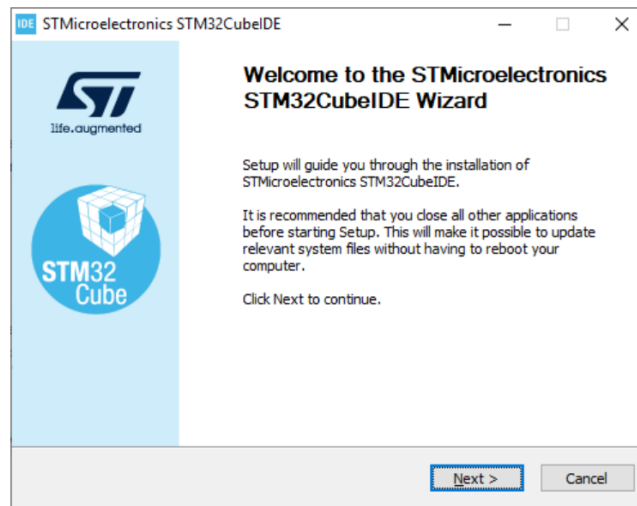 IDE STMicroelectronics STM32CubeIDE
ST
life.augmented
STM32
Cube
Welcome to the STMicroelectronics
STM32CubeIDE Wizard
Setup will guide you through the installation of
STMicroelectronics STM32CubeIDE.
It is recommended that you close all other applications
before starting Setup. This will make it possible to update
relevant system files without having to reboot your
computer.
Click Next to continue.
Next >
Cancel